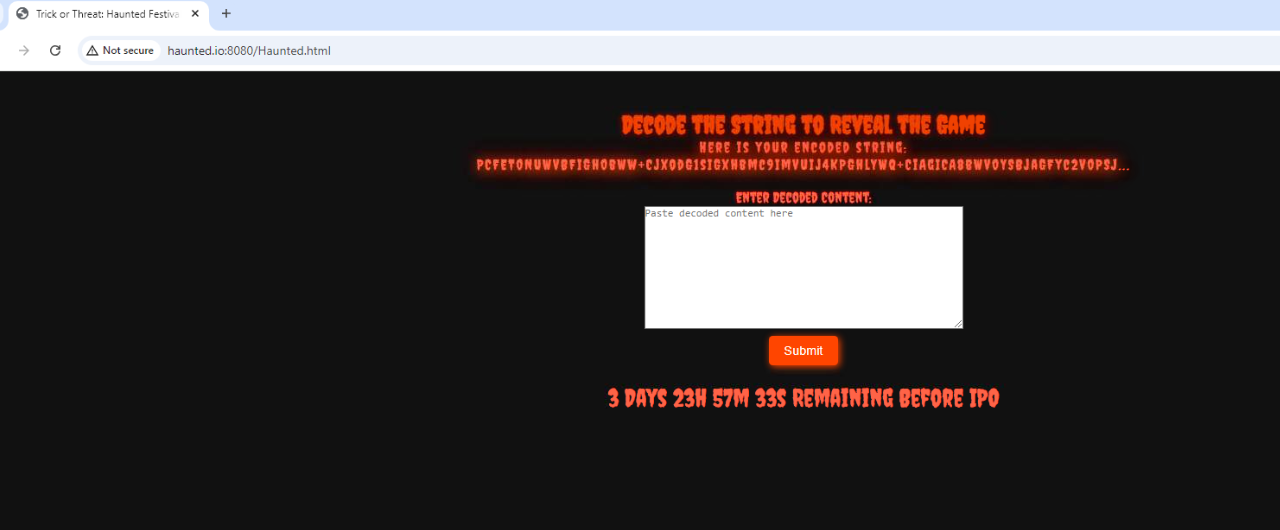 Trick or Threat: Haunted Festiva
Not secure
haunted.io:8080/Haunted.html
DECODE THE STRING TO REVEAL THE GAME
HERE IS YOUR ENCODED STRING:
PCFET0NUWVBFIGH0BWW+CJXODG1SIGXHBMC9IMVUIJ4KPGHLYWQ+CIAGICA8BWV0YSBJAGFYC2V0PSJ...
ENTER DECODED CONTENT:
Paste decoded content here
Submit
3 DAYS 23H 57M 33S REMAINING BEFORE IPO